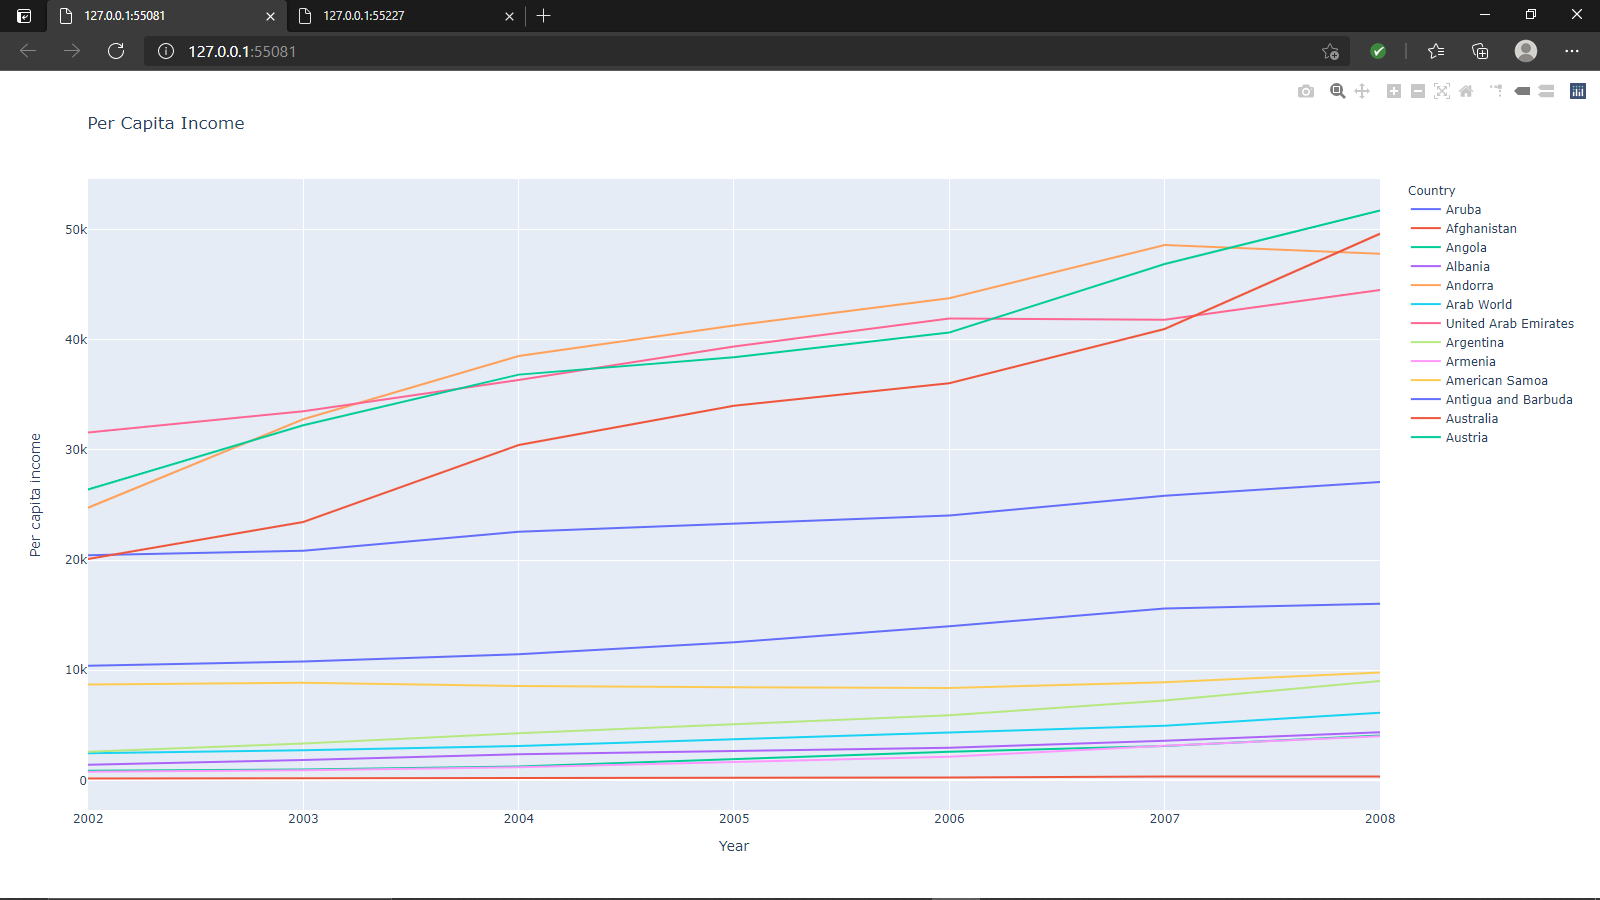 127.0.0.1:55081
127.0.0.1:55227
127.0.0.1:55081
Per Capita Income
50k
40k
30k
20k
10k
0
Per capita income
2002 2003 2004 2005 2006 2007 2008
Year
Country
Aruba
Afghanistan
Angola
Albania
Andorra
Arab World
United Arab Emirates
Argentina
Armenia
American Samoa
Antigua and Barbuda
Australia
Austria